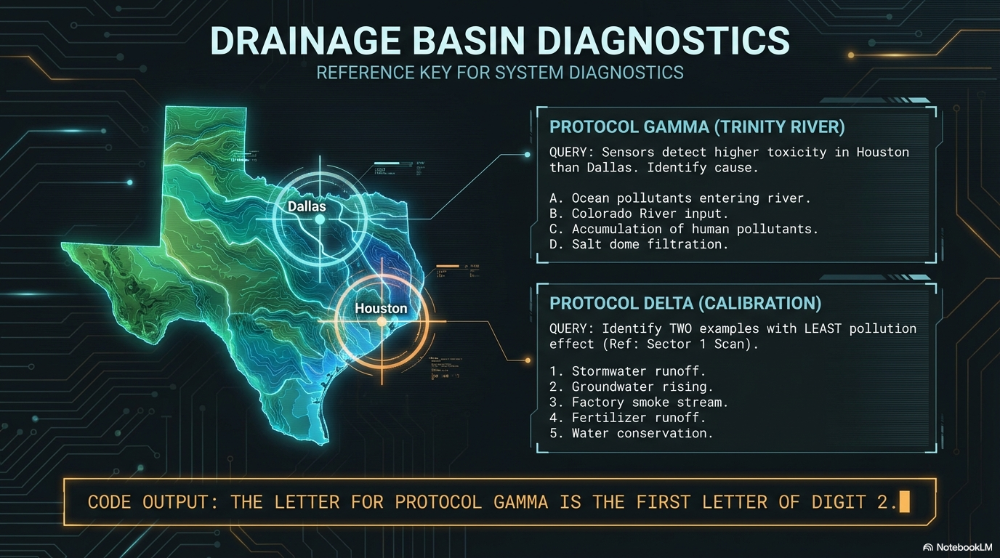 DRAINAGE BASIN DIAGNOSTICS
REFERENCE KEY FOR SYSTEM DIAGNOSTICS
Dallas
Houston
PROTOCOL GAMMA (TRINITY RIVER)
QUERY: Sensors detect higher toxicity in Houston
than Dallas. Identify cause.
A. Ocean pollutants entering river.
B. Colorado River input.
C. Accumulation of human pollutants.
D. Salt dome filtration.
PROTOCOL DELTA (CALIBRATION)
QUERY: Identify TWO examples with LEAST pollution
effect (Ref: Sector 1 Scan).
1. Stormwater runoff.
2. Groundwater rising.
3. Factory smoke stream.
4. Fertilizer runoff.
5. Water conservation.
CODE OUTPUT: THE LETTER FOR PROTOCOL GAMMA IS THE FIRST LETTER OF DIGIT 2.
NotebookLM